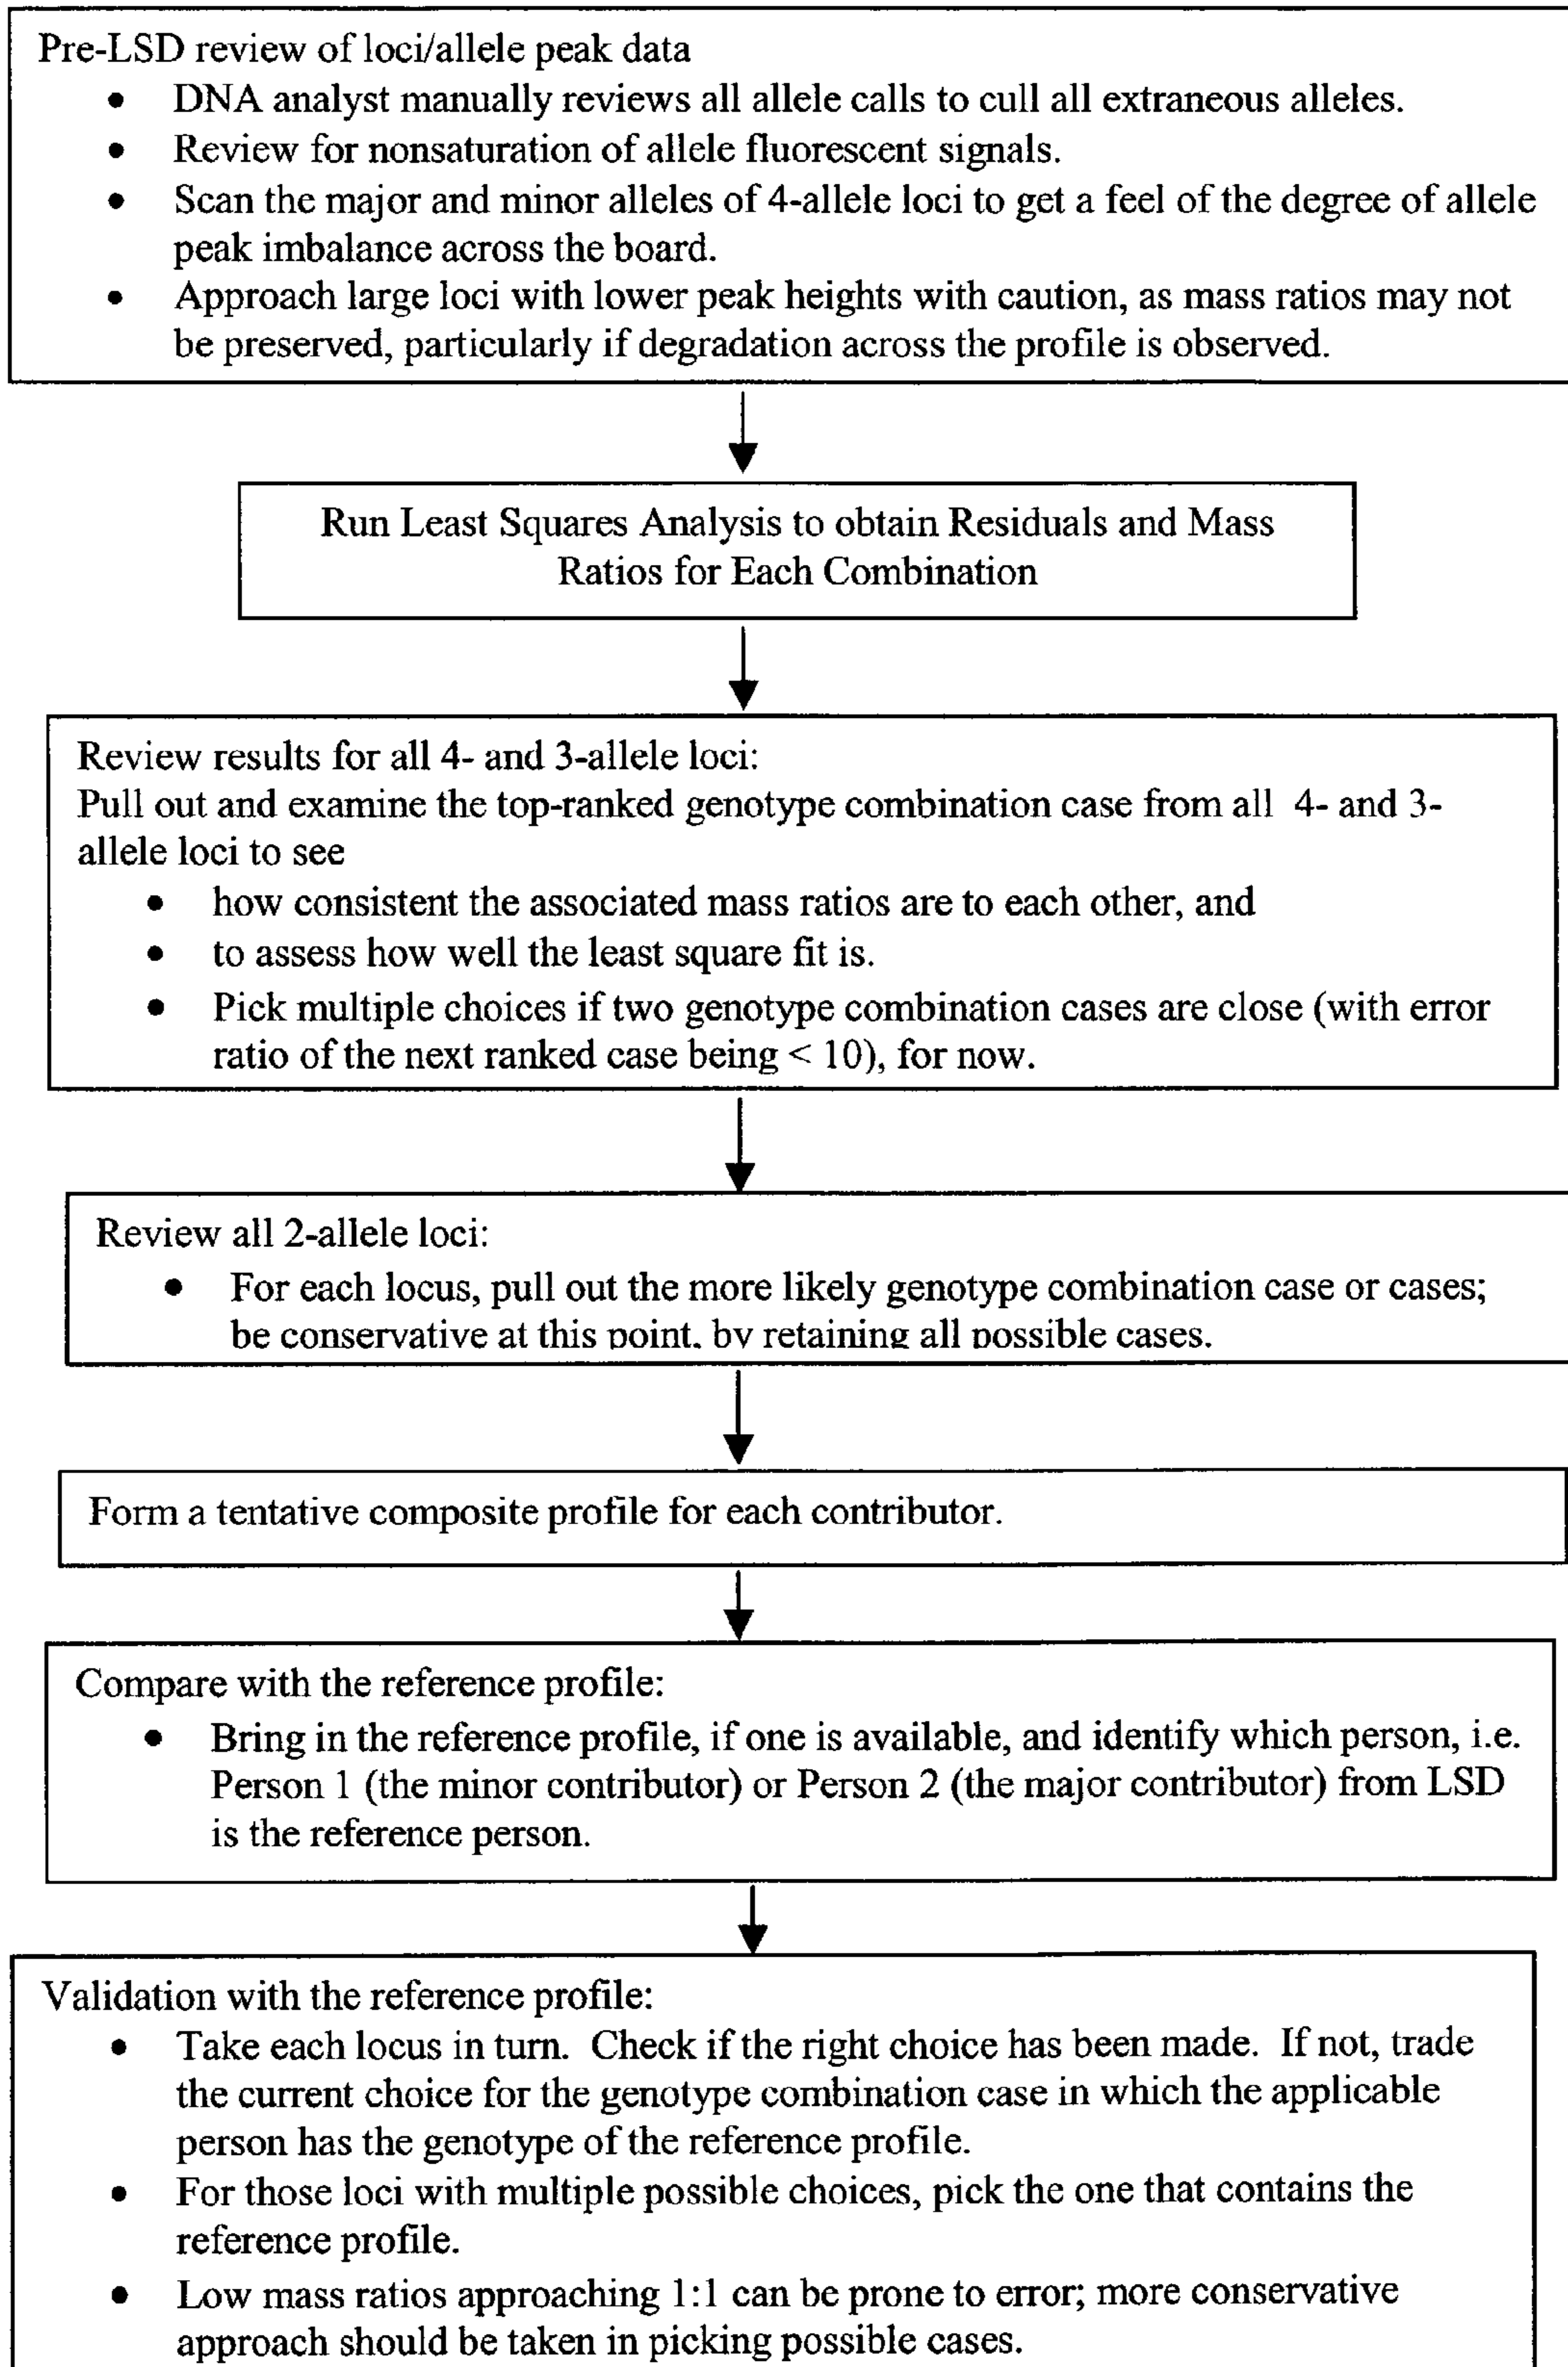 Pre-LSD review of loci/allele peak data
• DNA analyst manually reviews all allele calls to cull all extraneous alleles.
• Review for nonsaturation of allele fluorescent signals.
• Scan the major and minor alleles of 4-allele loci to get a feel of the degree of allele
peak imbalance across the board.
• Approach large loci with lower peak heights with caution, as mass ratios may not
be preserved, particularly if degradation across the profile is observed.
Run Least Squares Analysis to obtain Residuals and Mass
Ratios for Each Combination
Review results for all 4- and 3-allele loci:
Pull out and examine the top-ranked genotype combination case from all 4- and 3-
allele loci to see
• how consistent the associated mass ratios are to each other, and
• to assess how well the least square fit is.
• Pick multiple choices if two genotype combination cases are close (with error
ratio of the next ranked case being < 10), for now.
Review all 2-allele loci:
• For each locus, pull out the more likely genotype combination case or cases;
be conservative at this point, by retaining all possible cases.
Form a tentative composite profile for each contributor.
Compare with the reference profile:
• Bring in the reference profile, if one is available, and identify which person, i.e.
Person 1 (the minor contributor) or Person 2 (the major contributor) from LSD
is the reference person.
Validation with the reference profile:
• Take each locus in turn. Check if the right choice has been made. If not, trade
the current choice for the genotype combination case in which the applicable
person has the genotype of the reference profile.
• For those loci with multiple possible choices, pick the one that contains the
reference profile.
• Low mass ratios approaching 1:1 can be prone to error; more conservative
approach should be taken in picking possible cases.